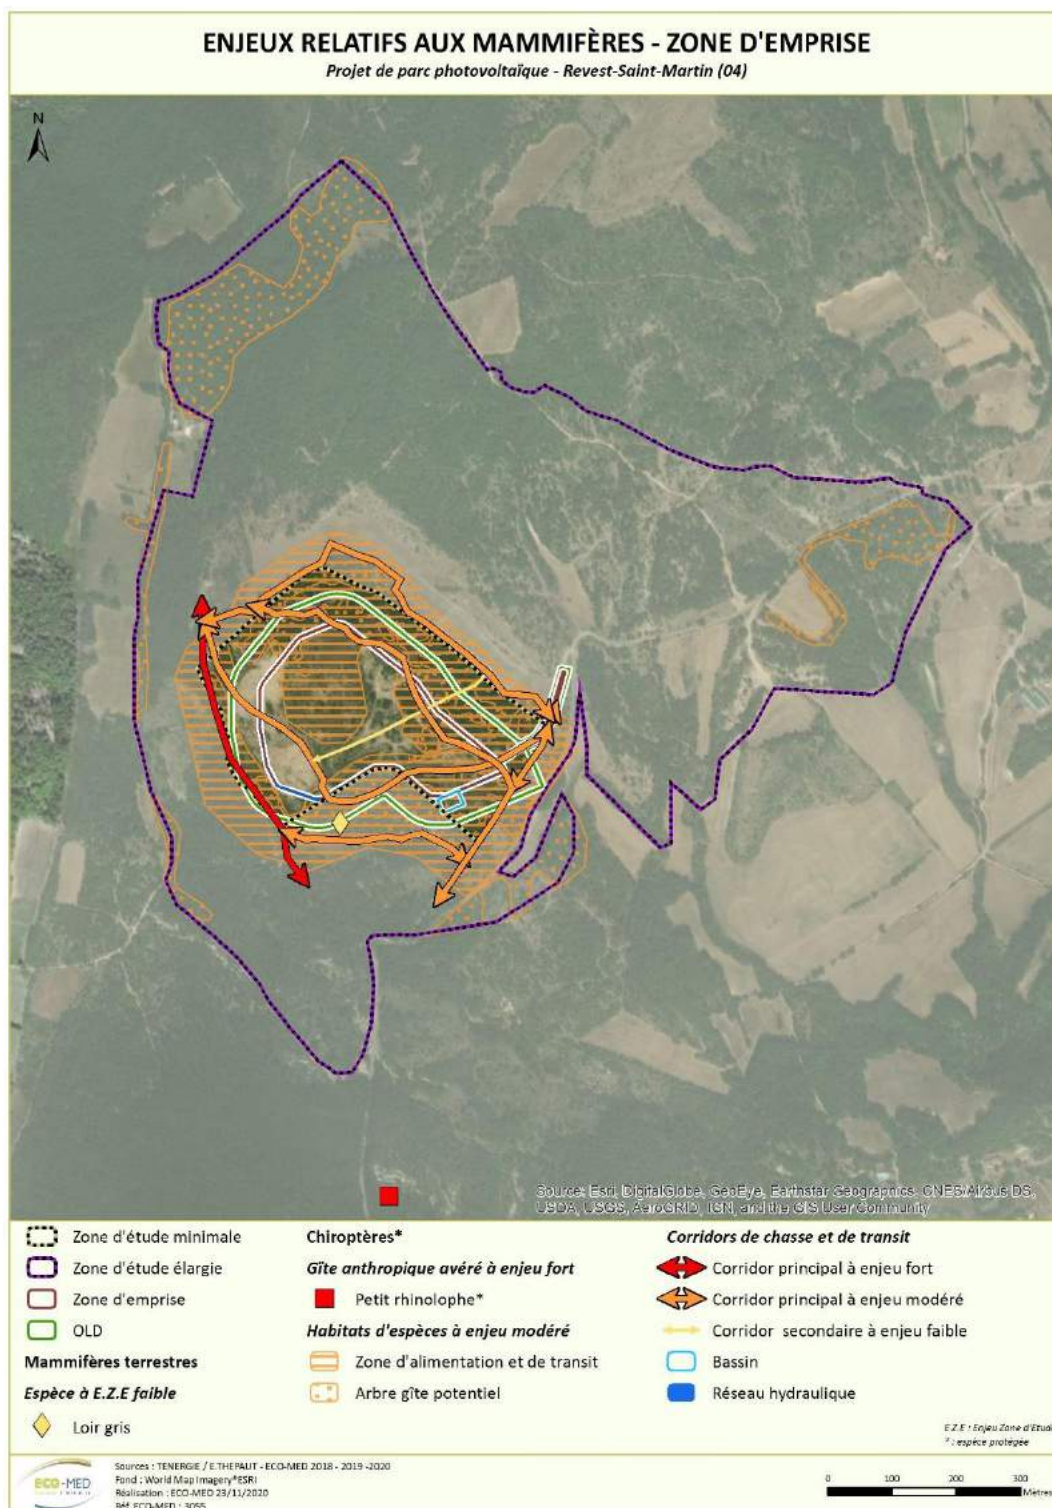 ENJEUX RELATIFS AUX MAMMIFÈRES - ZONE D'EMPRISE
Projet de parc photovoltaïque - Revest-Saint-Martin (04)
N
Source: Esri, DigitalGlobe, GeoEye, Earthstar Geographics, CNES/Airbus DS,
USDA, USGS, AeroGRID, IGN, and the GIS User Community
Zone d'étude minimale
Zone d'étude élargie
Zone d'emprise
OLD
Mammifères terrestres
Espèce à E.Z.E faible
Loir gris
Chiroptères*
Gîte anthropique avéré à enjeu fort
Petit rhinolophe*
Habitats d'espèces à enjeu modéré
Zone d'alimentation et de transit
Arbre gîte potentiel
Corridors de chasse et de transit
Corridor principal à enjeu fort
Corridor principal à enjeu modéré
Corridor secondaire à enjeu faible
Bassin
Réseau hydraulique
E.Z.E : Enjeu Zone d'Etude
* : espèce protégée
ECO-MED
Sources : TENERGIE / E.THEPAUT - ECO-MED 2018 - 2019 -2020
Fond : World Map Imagery®ESRI
Réalisation : ECO-MED 23/11/2020
Réf. ECO-MED : 3055
0 100 200 300
Mètres